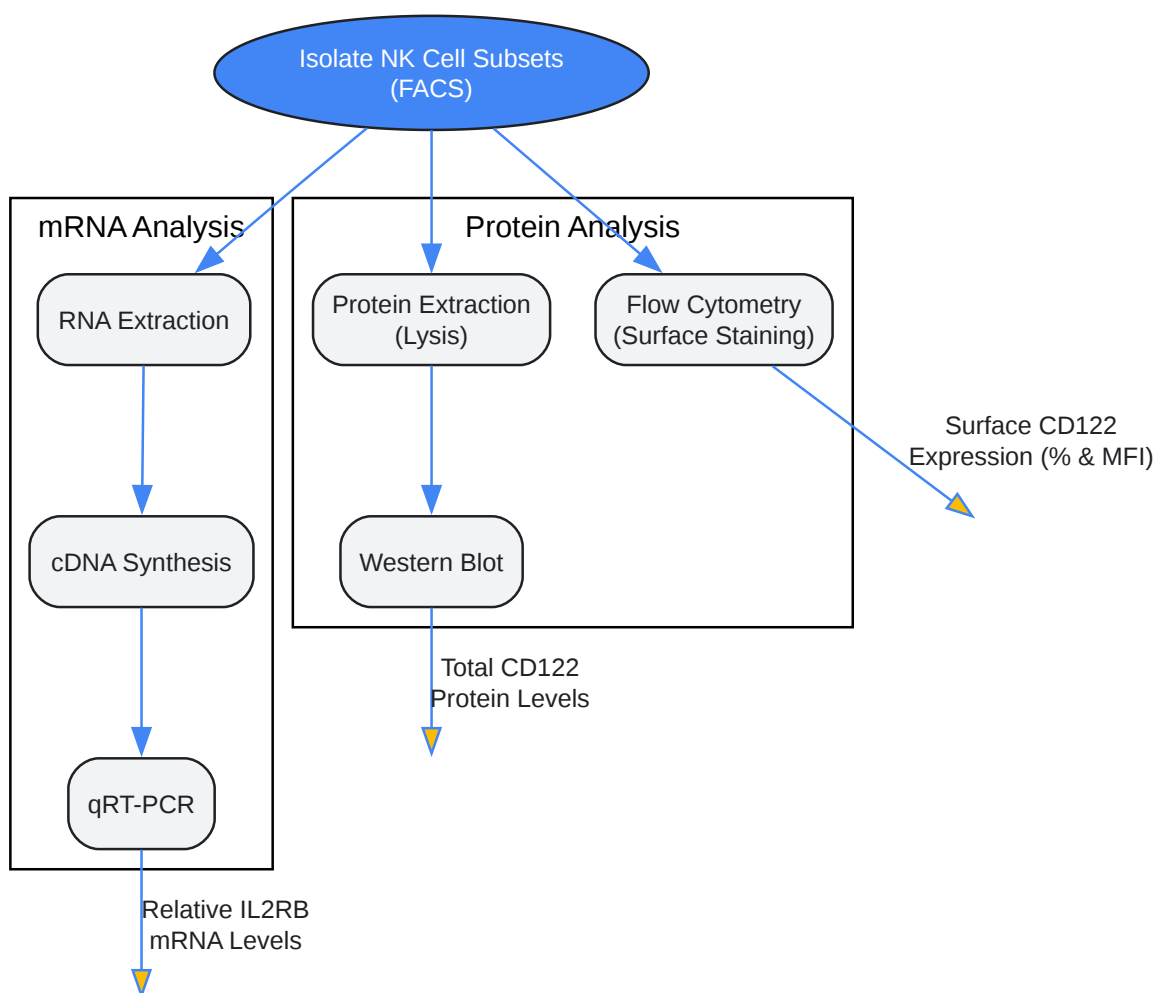 Isolate NK Cell Subsets
(FACS)
mRNA Analysis
Protein Analysis
RNA Extraction
Protein Extraction
(Lysis)
Flow Cytometry
(Surface Staining)
Surface CD122
Expression (% & MFI)
cDNA Synthesis
Western Blot
Total CD122
Protein Levels
qRT-PCR
Relative IL2RB
mRNA Levels